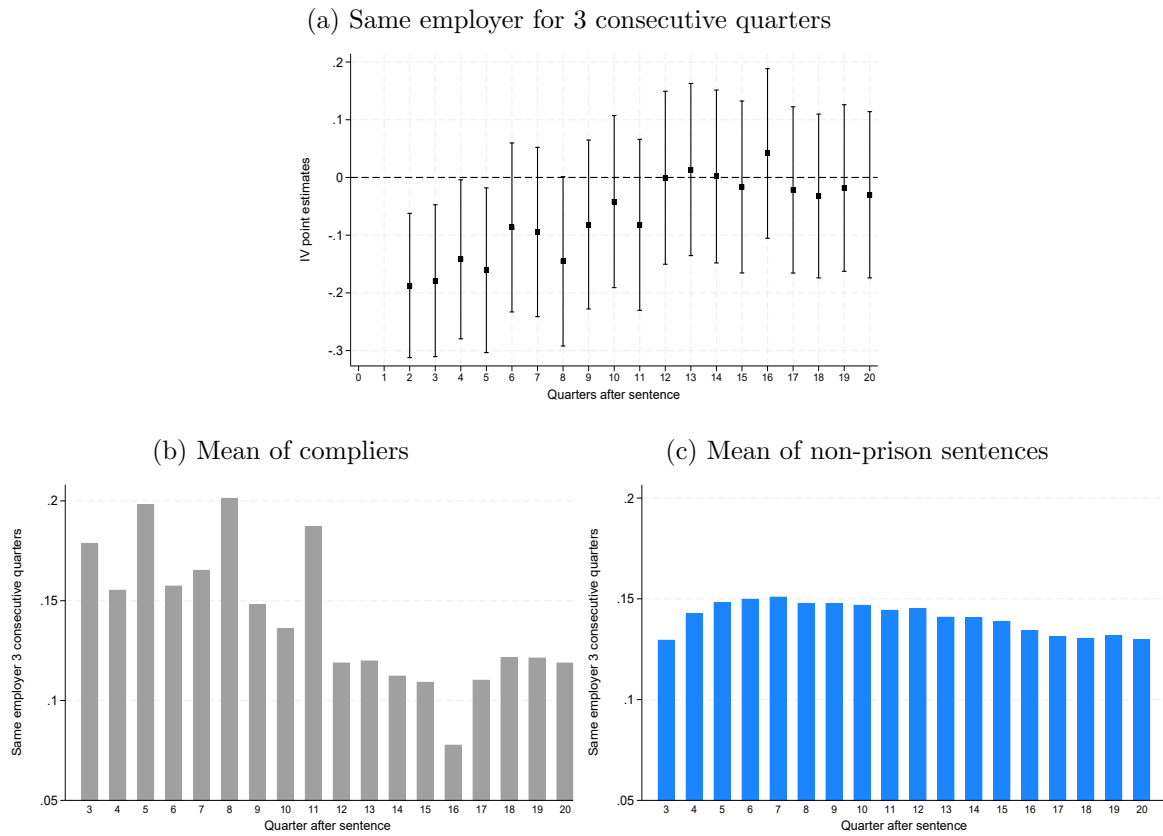 (a) Same employer for 3 consecutive quarters
IV point estimates
.2
.1
0
-.1
-.2
-.3
0 1 2 3 4 5 6 7 8 9 10 11 12 13 14 15 16 17 18 19 20
Quarters after sentence
(b) Mean of compliers
Same employer 3 consecutive quarters
.2
.15
.1
.05
3 4 5 6 7 8 9 10 11 12 13 14 15 16 17 18 19 20
Quarter after sentence
(c) Mean of non-prison sentences
Same employer 3 consecutive quarters
.2
.15
.1
.05
3 4 5 6 7 8 9 10 11 12 13 14 15 16 17 18 19 20
Quarter after sentence